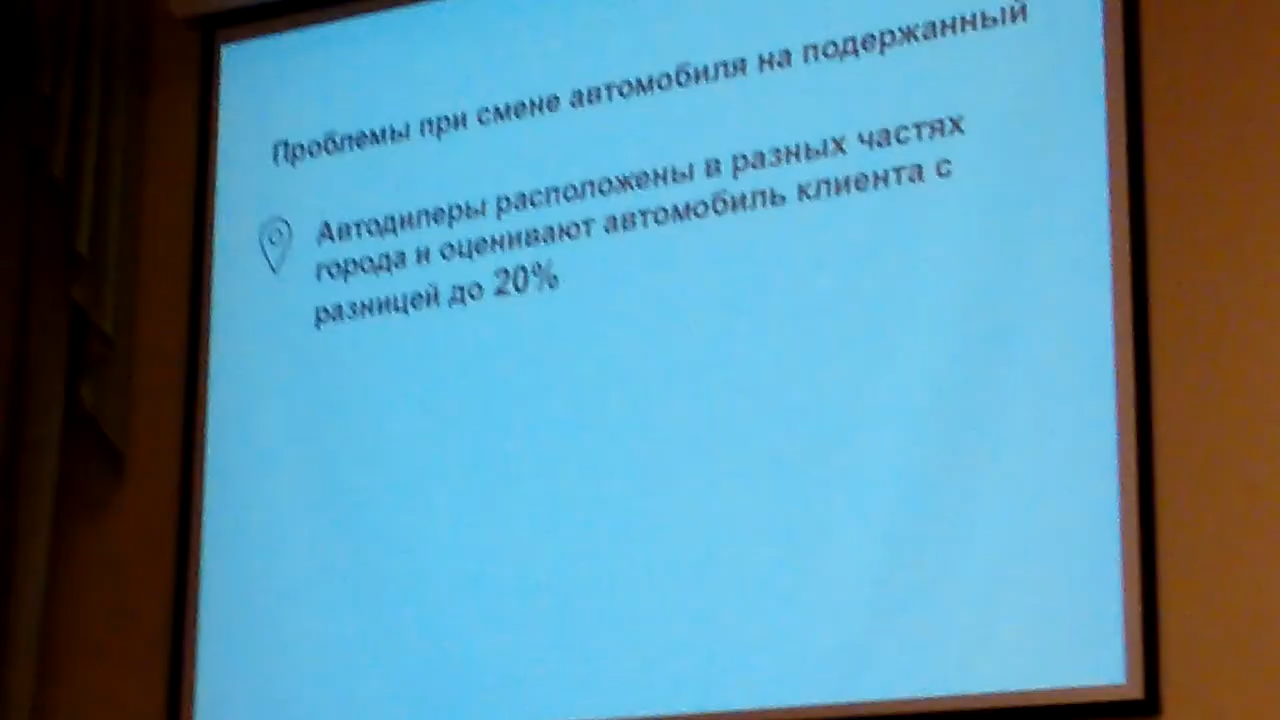 Проблемы при смене автомобиля на подержанный
Автодилеры расположены в разных частях
города и оценивают автомобиль клиента с
разницей до 20%